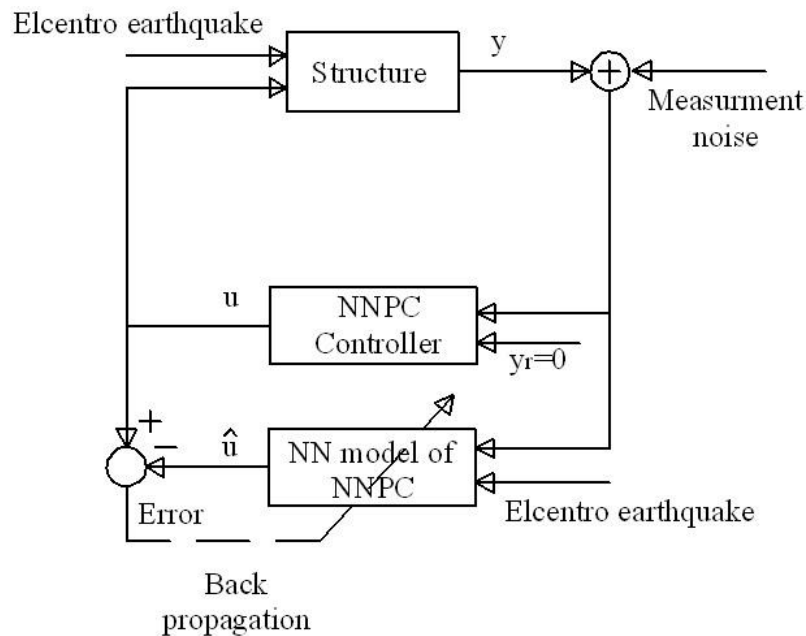 Elcentro earthquake
Structure
y
+
Measurment
noise
u
NNPC
Controller
yr=0
+
−
û
NN model of
NNPC
Error
Elcentro earthquake
Back
propagation